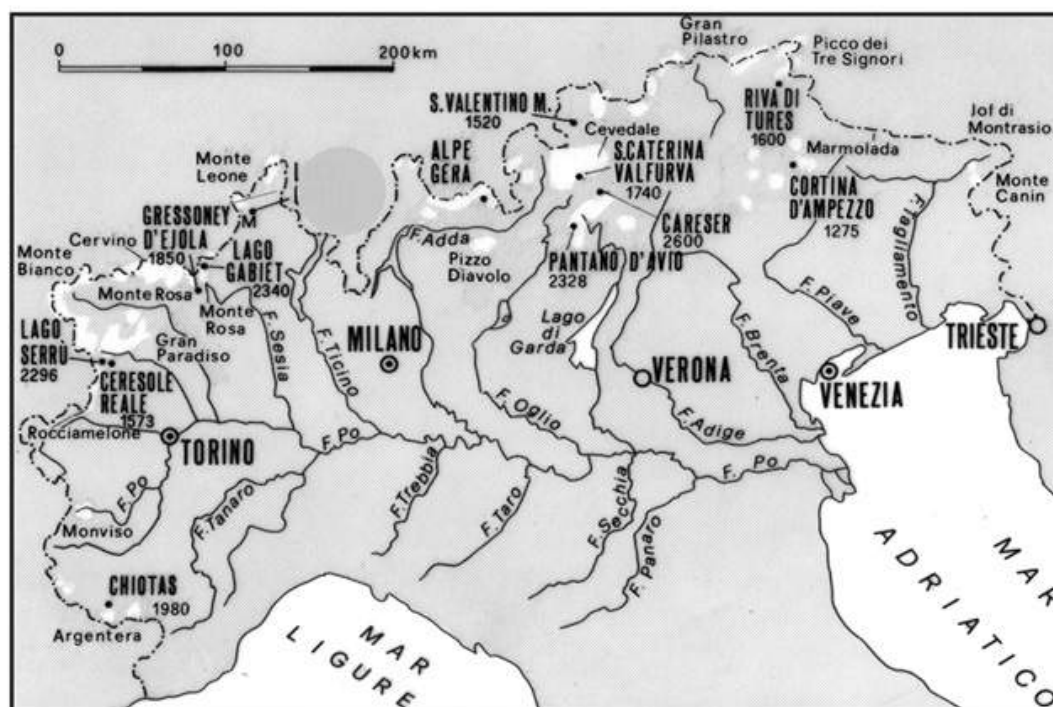 0 100 200 km
Gran
Pilastro
Picco dei
Tre Signori
S.VALENTINO M.
1520
Cevedale
RIVA DI
TURES
1600
Jof di
Montrasio
Monte
Leone
ALPE
GERA
S.CATERINA
VALFURVA
1740
Marmolada
CORTINA
D'AMPEZZO
1275
Monte
Canin
GRESSONEY
D'EJOLA
1850
M
Cervino
LAGO
GABIET
2340
F. Adda
Pizzo
Diavolo
CARESER
2600
PANTANO D'AVIO
2328
F. Tagliamento
Monte
Bianco
Monte Rosa
Monte
Rosa
Gran
Paradiso
F. Sesia
F. Ticino
MILANO
Lago
di
Garda
F. Piave
F. Brenta
TRIESTE
LAGO
SERRÙ
2296
CERESOLE
REALE
1573
VERONA
VENEZIA
F. Oglio
F. Adige
Rocciamelone
TORINO
F. Po
F. Po
F. Po
F. Tanaro
F. Trebbia
F. Taro
F. Secchia
F. Panaro
Monviso
CHIOTAS
1980
Argentera
MAR
LIGURE
MAR
ADRIATICO